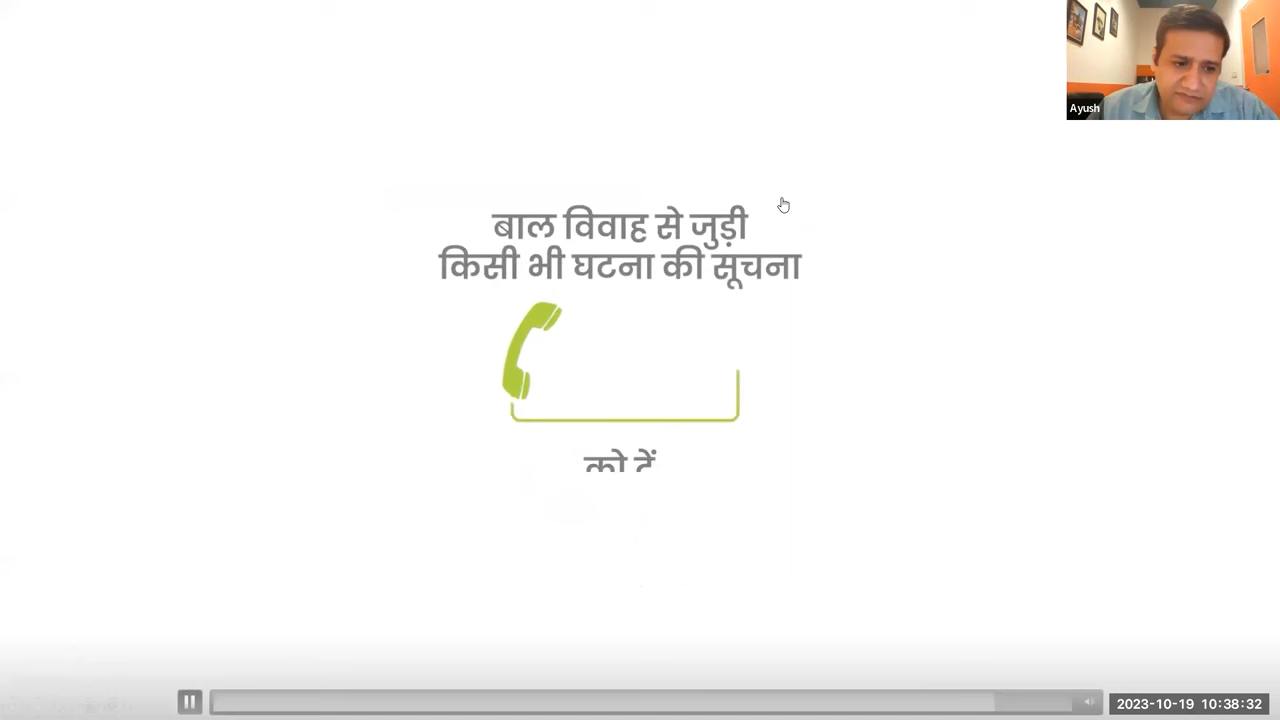 Ayush
बाल विवाह से जुड़ी
किसी भी घटना की सूचना
को दें
2023-10-19 10:38:32